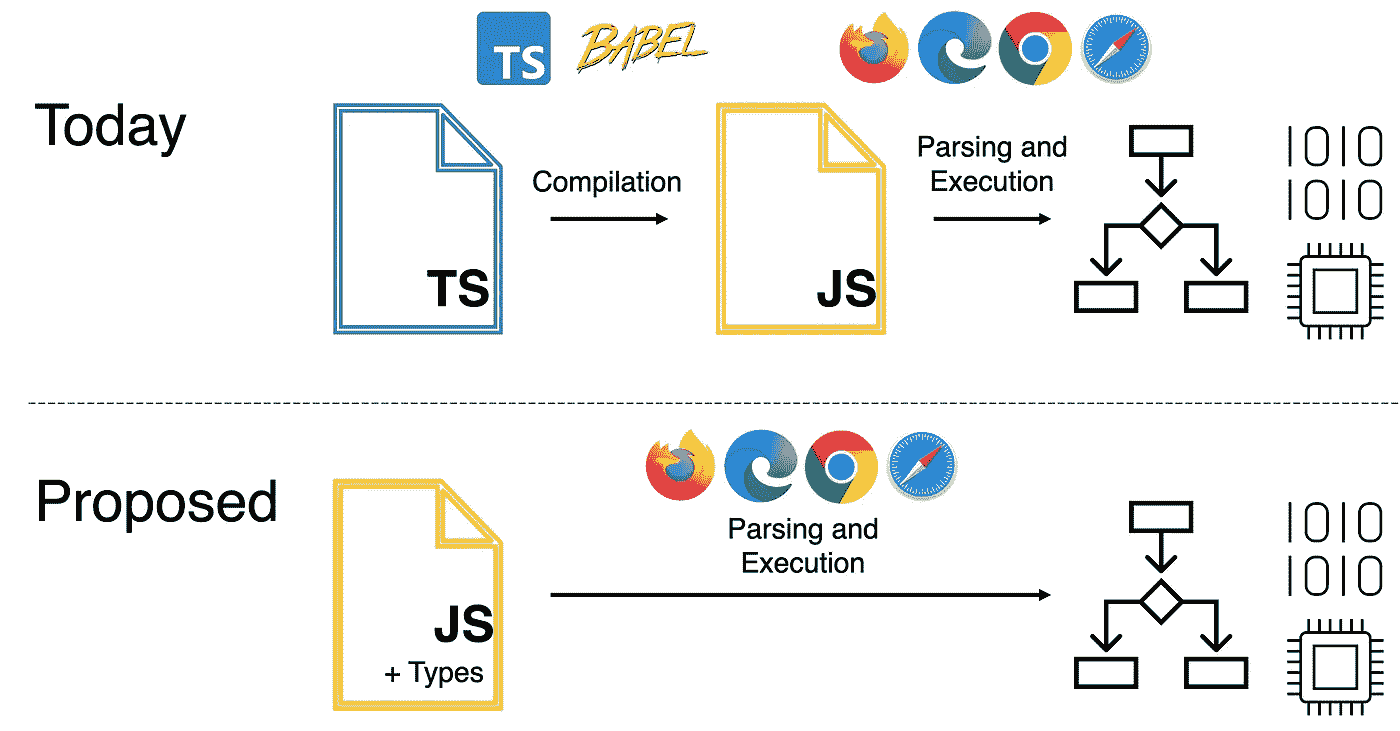 TS BABEL
Today
TS
Compilation
JS
Parsing and
Execution
1010
1010
Proposed
JS
+ Types
Parsing and
Execution
1010
1010